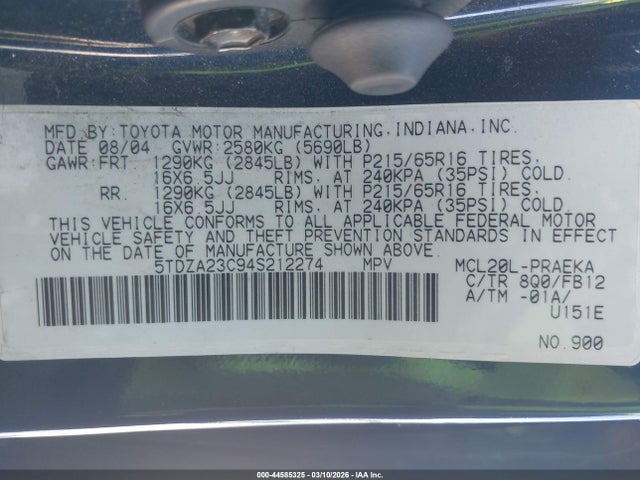 MFD.BY:TOYOTA MOTOR MANUFACTURING,INDIANA,INC.
DATE 08/04 GVWR:2580KG (5690LB)
GAWR:FRT 1290KG (2845LB) WITH P215/65R16 TIRES,
16X6.5JJ RIMS, AT 240KPA (35PSI) COLD.
RR. 1290KG (2845LB) WITH P215/65R16 TIRES,
16X6.5JJ RIMS, AT 240KPA (35PSI) COLD.
THIS VEHICLE CONFORMS TO ALL APPLICABLE FEDERAL MOTOR
VEHICLE SAFETY AND THEFT PREVENTION STANDARDS IN EFFECT
ON THE DATE OF MANUFACTURE SHOWN ABOVE.
5TDZA23C94S212274 MPV MCL20L-PRAEKA
C/TR 8Q0/FB12
A/TM -01A/
U151E
NO.900
000-44585325 - 03/10/2026 - IAA Inc.